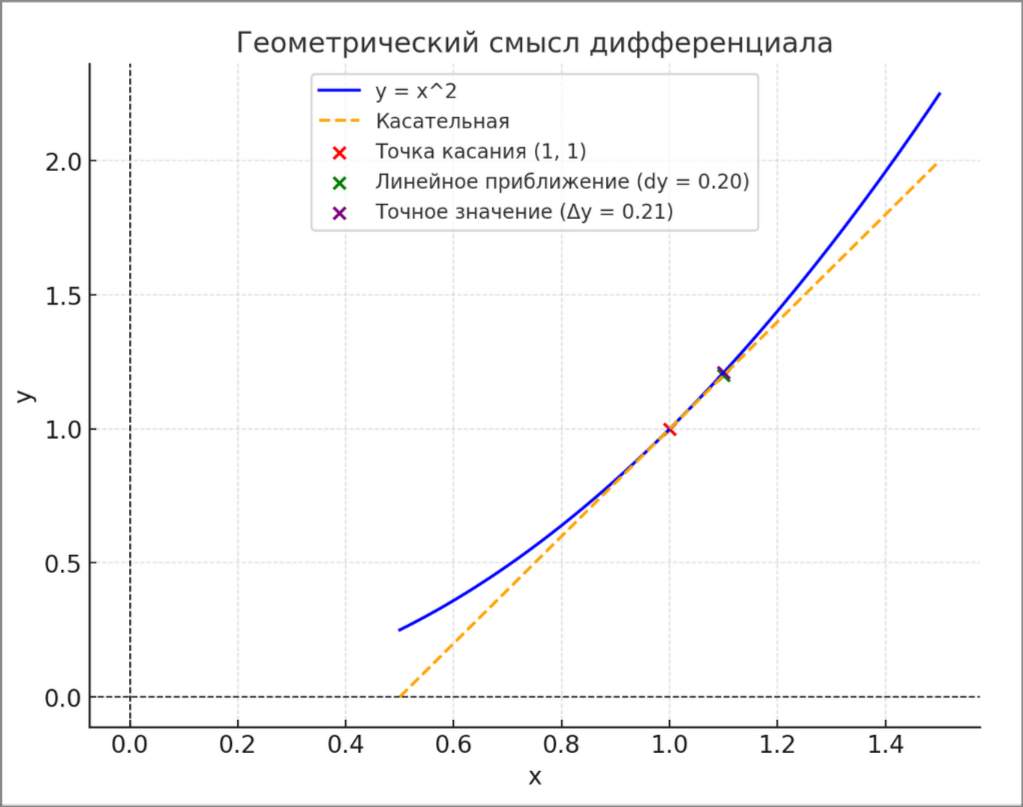 Геометрический смысл дифференциала
y = x^2
Касательная
Точка касания (1, 1)
Линейное приближение (dy = 0.20)
Точное значение (Δy = 0.21)
2.0
1.5
1.0
0.5
0.0
y
0.0 0.2 0.4 0.6 0.8 1.0 1.2 1.4
x